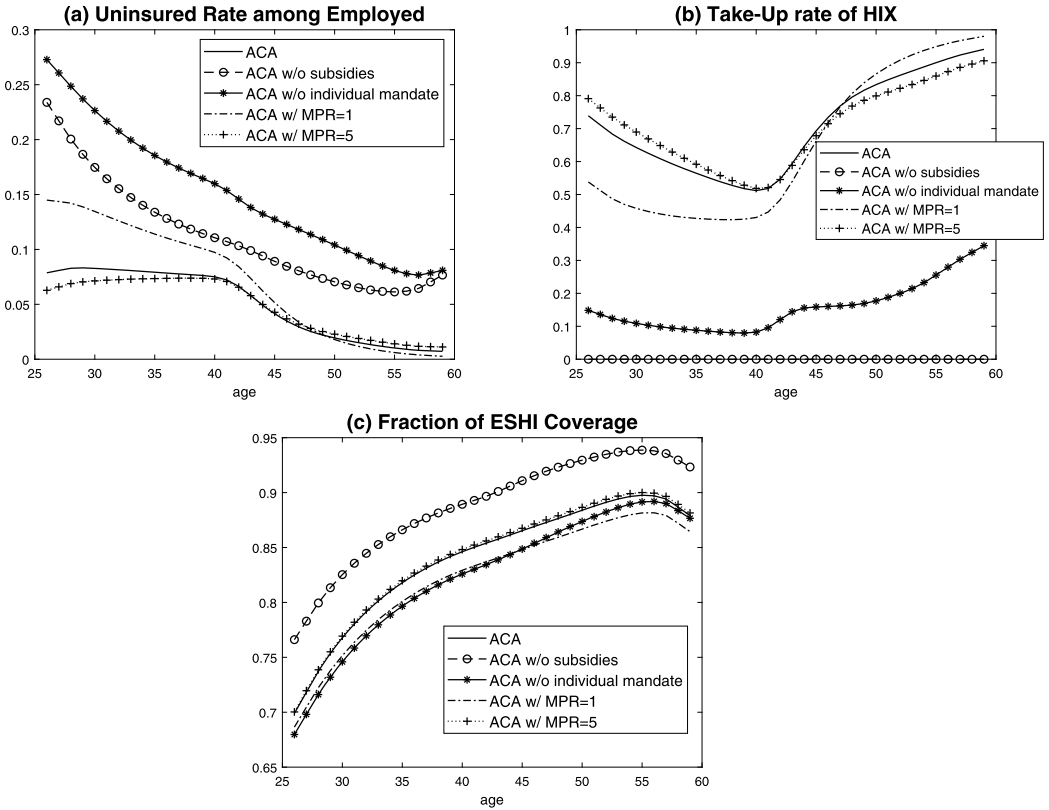 (a) Uninsured Rate among Employed
0.3
0.25
0.2
0.15
0.1
0.05
0
25 30 35 40 45 50 55 60
age
ACA
ACA w/o subsidies
ACA w/o individual mandate
ACA w/ MPR=1
ACA w/ MPR=5
(b) Take-Up rate of HIX
1
0.9
0.8
0.7
0.6
0.5
0.4
0.3
0.2
0.1
0
25 30 35 40 45 50 55 60
age
ACA
ACA w/o subsidies
ACA w/o individual mandate
ACA w/ MPR=1
ACA w/ MPR=5
(c) Fraction of ESHI Coverage
0.95
0.9
0.85
0.8
0.75
0.7
0.65
25 30 35 40 45 50 55 60
age
ACA
ACA w/o subsidies
ACA w/o individual mandate
ACA w/ MPR=1
ACA w/ MPR=5